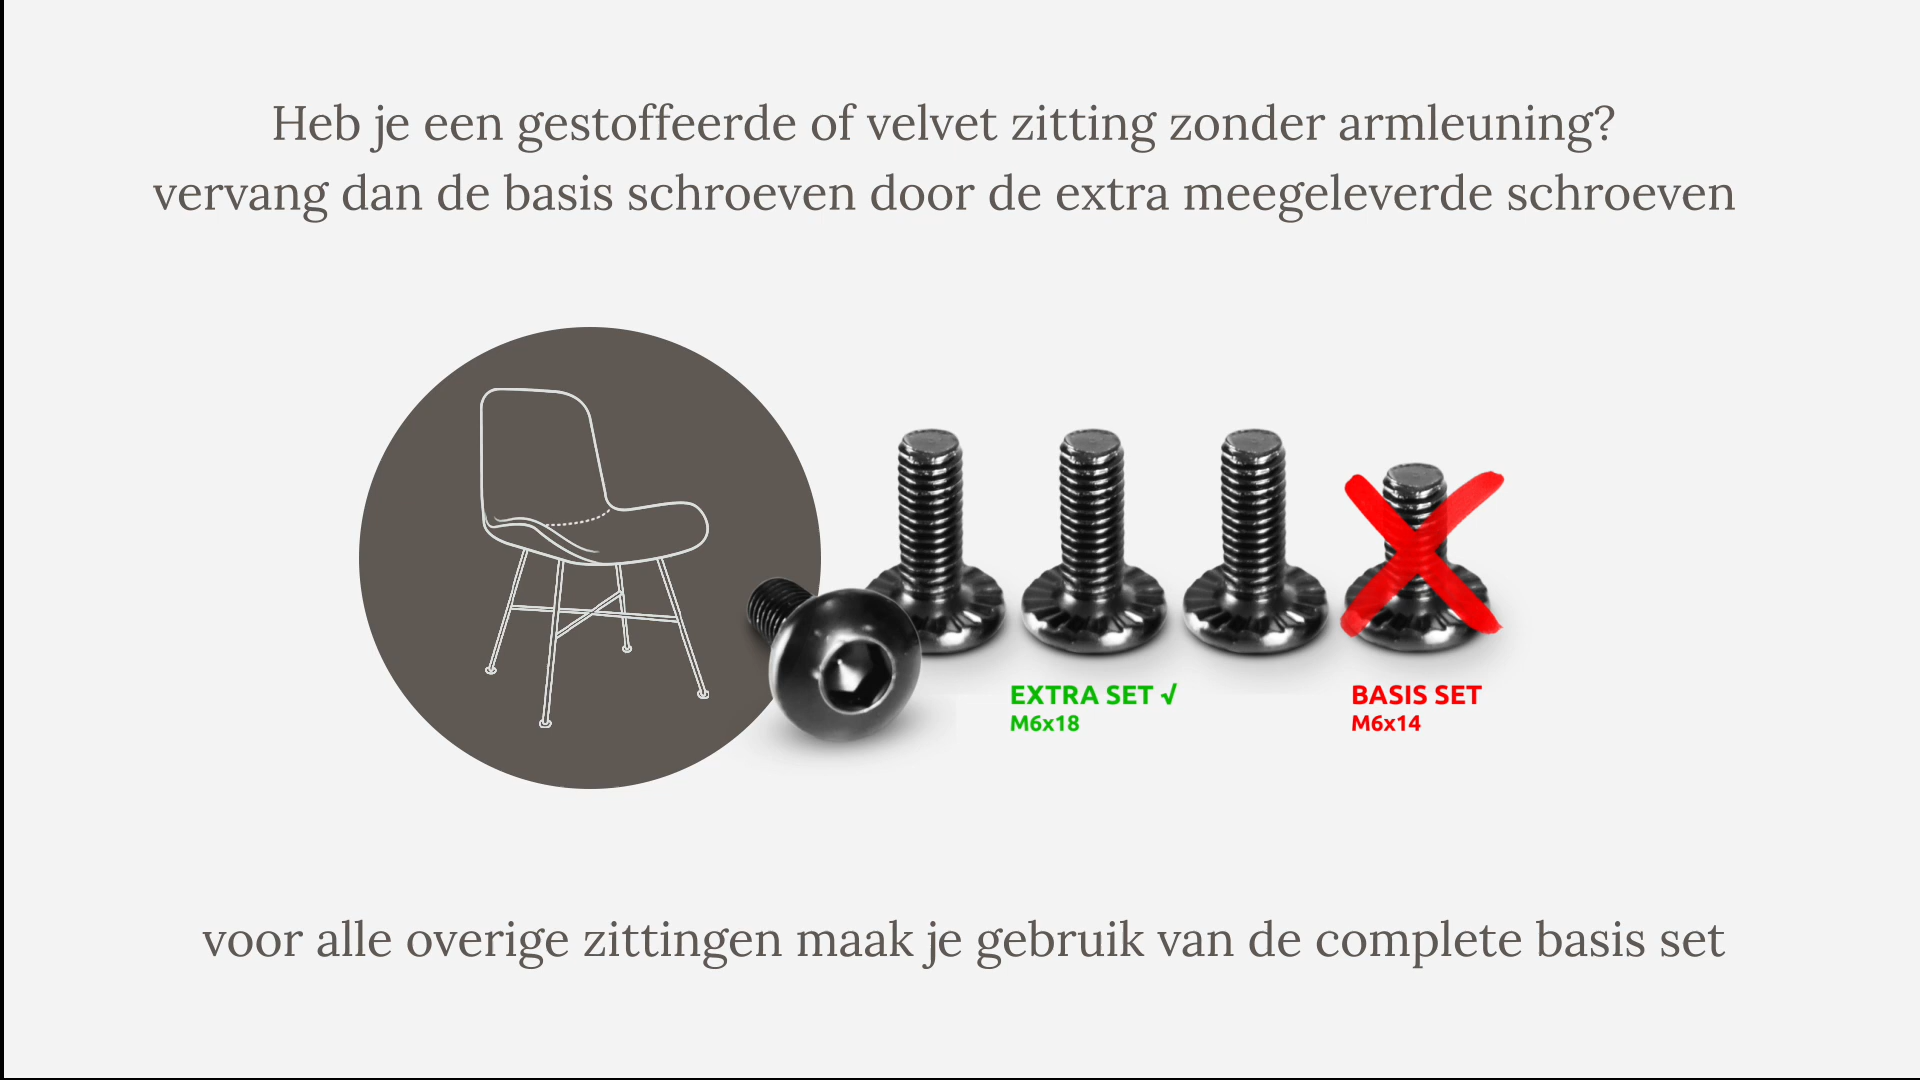 Heb je een gestoffeerde of velvet zitting zonder armleuning?
vervang dan de basis schroeven door de extra meegeleverde schroeven
EXTRA SET √
M6x18
BASIS SET
M6x14
voor alle overige zittingen maak je gebruik van de complete basis set